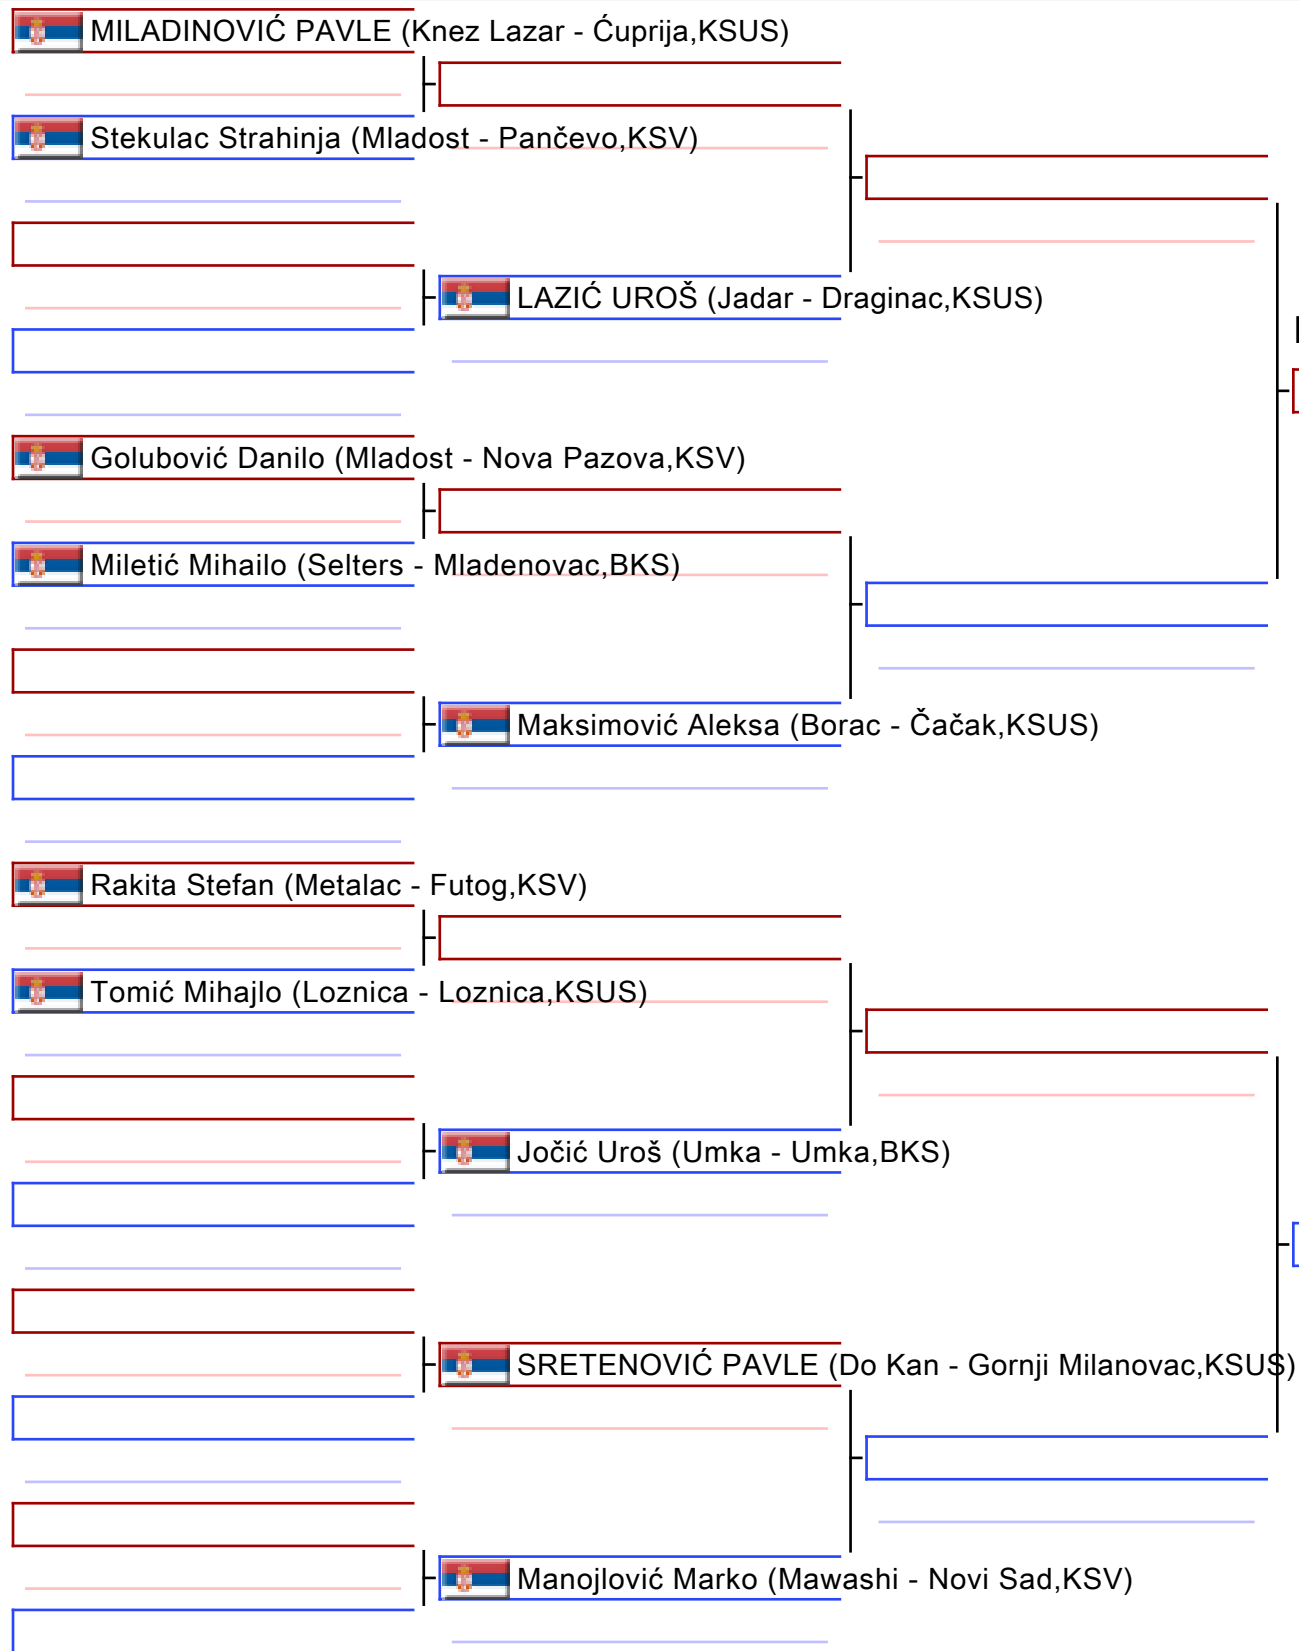 MILADINOVIĆ PAVLE (Knez Lazar - Ćuprija,KSUS)
Stekulac Strahinja (Mladost - Pančevo,KSV)
LAZIĆ UROŠ (Jadar - Draginac,KSUS)
Golubović Danilo (Mladost - Nova Pazova,KSV)
Miletić Mihailo (Selters - Mladenovac,BKS)
Maksimović Aleksa (Borac - Čačak,KSUS)
Rakita Stefan (Metalac - Futog,KSV)
Tomić Mihajlo (Loznica - Loznica,KSUS)
Jočić Uroš (Umka - Umka,BKS)
SRETENOVIĆ PAVLE (Do Kan - Gornji Milanovac,KSUS)
Manojlović Marko (Mawashi - Novi Sad,KSV)